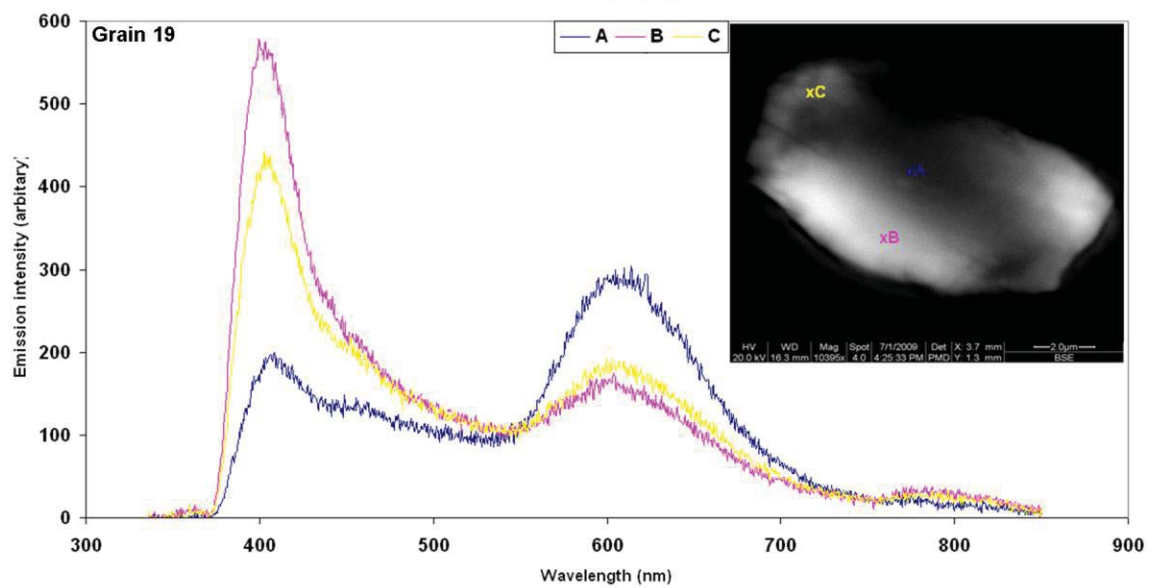 Grain 19
A B C
Emission intensity (arbitary)
600
500
400
300
200
100
0
300 400 500 600 700 800 900
Wavelength (nm)
xC
A
xB
HV WD Mag Spot 7/1/2009 Det X: 3.7 mm 2.0µm
20.0 kV 16.3 mm 10395x 4.0 4:25:33 PM PMD Y: 1.3 mm BSE